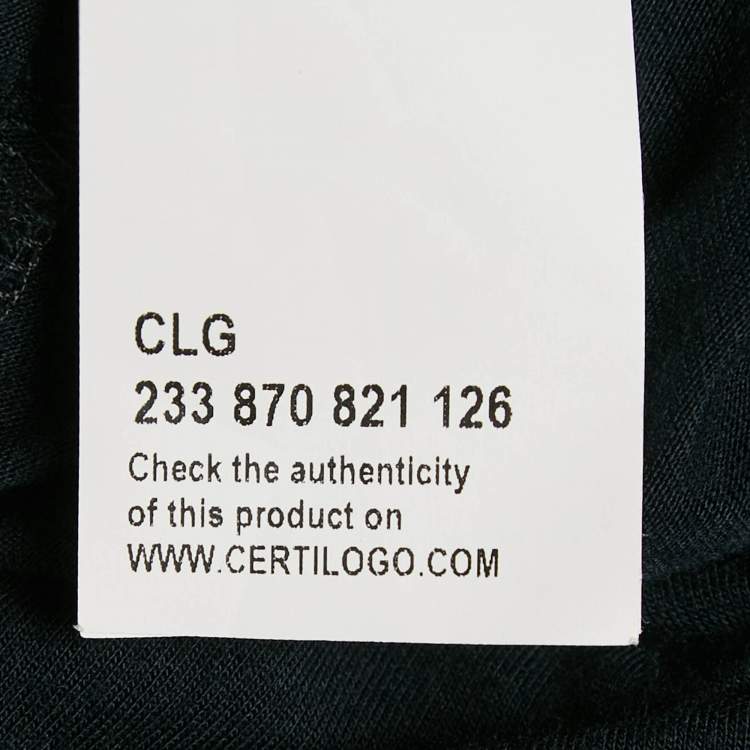 CLG
233 870 821 126
Check the authenticity
of this product on
WWW.CERTILOGO.COM